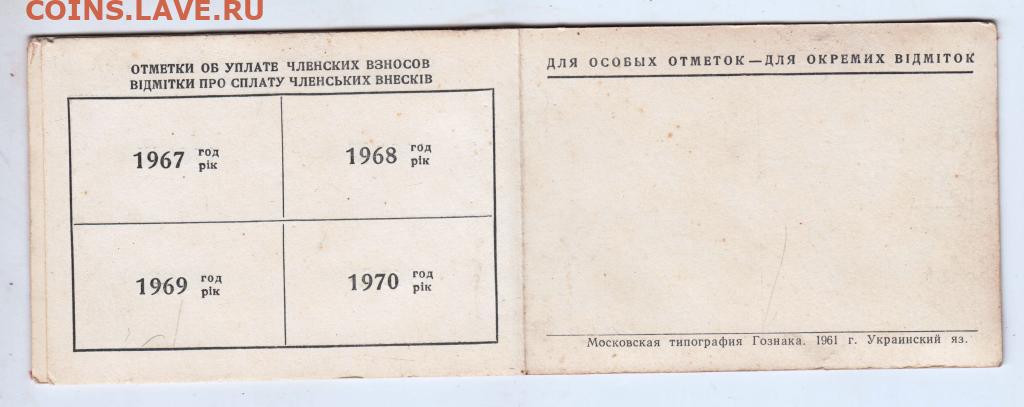 COINS.LAVE.RU
ОТМЕТКИ ОБ УПЛАТЕ ЧЛЕНСКИХ ВЗНОСОВ
ВІДМІТКИ ПРО СПЛАТУ ЧЛЕНСЬКИХ ВНЕСКІВ
1967 год рік
1968 год рік
1969 год рік
1970 год рік
ДЛЯ ОСОБЫХ ОТМЕТОК—ДЛЯ ОКРЕМИХ ВІДМІТОК
Московская типография Гознака. 1961 г. Украинский яз.